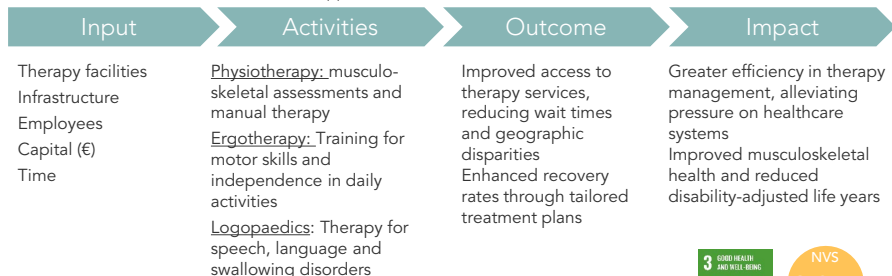 Input
Activities
Outcome
Impact
Therapy facilities
Infrastructure
Employees
Capital (€)
Time
Physiotherapy: musculo-
skeletal assessments and
manual therapy
Ergotherapy: Training for
motor skills and
independence in daily
activities
Logopaedics: Therapy for
speech, language and
swallowing disorders
Improved access to
therapy services,
reducing wait times
and geographic
disparities
Enhanced recovery
rates through tailored
treatment plans
Greater efficiency in therapy
management, alleviating
pressure on healthcare
systems
Improved musculoskeletal
health and reduced
disability-adjusted life years
3 GOOD HEALTH
AND WELL-BEING
NVS